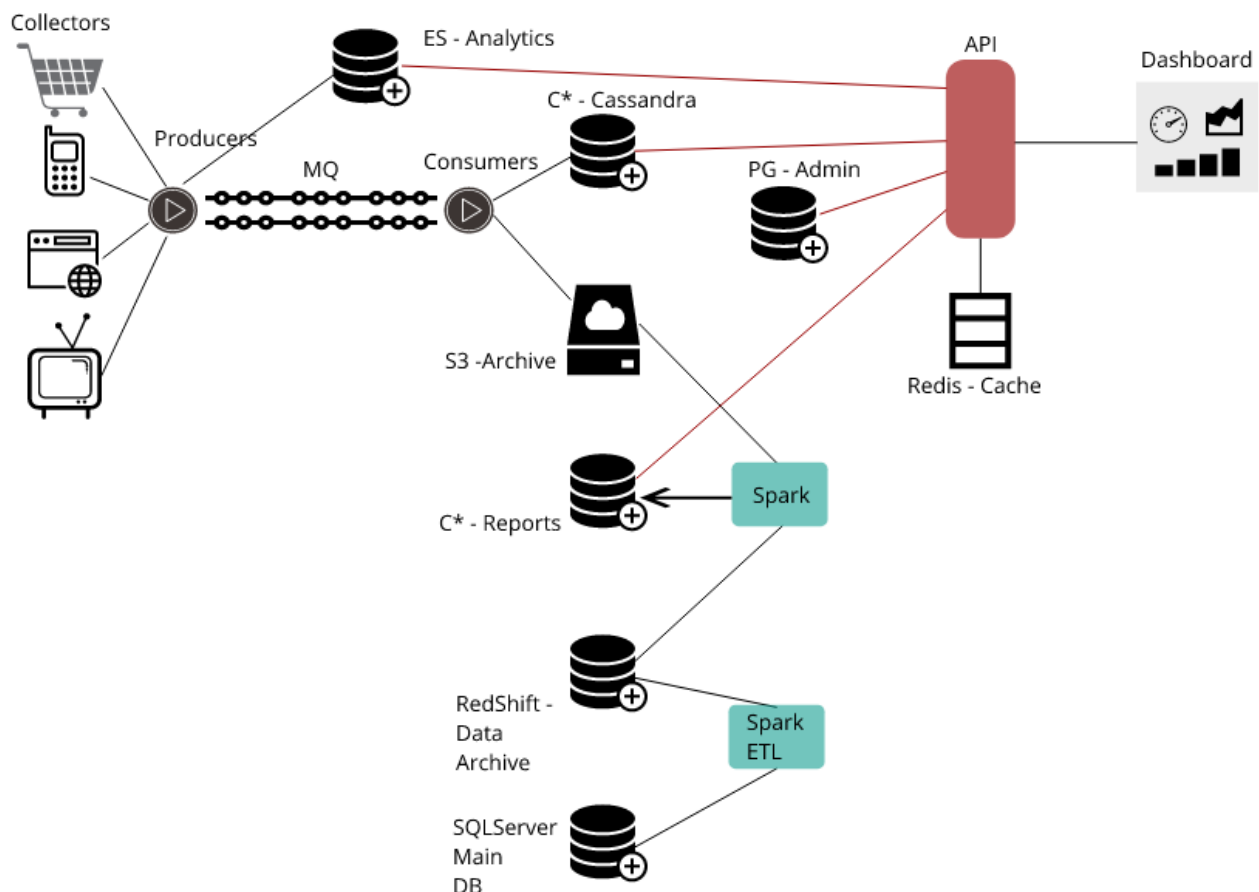 Collectors
ES - Analytics
API
Dashboard
C* - Cassandra
Producers
MQ
Consumers
PG - Admin
S3 -Archive
Redis - Cache
Spark
C* - Reports
RedShift -
Data
Archive
Spark
ETL
SQLServer
Main
DB